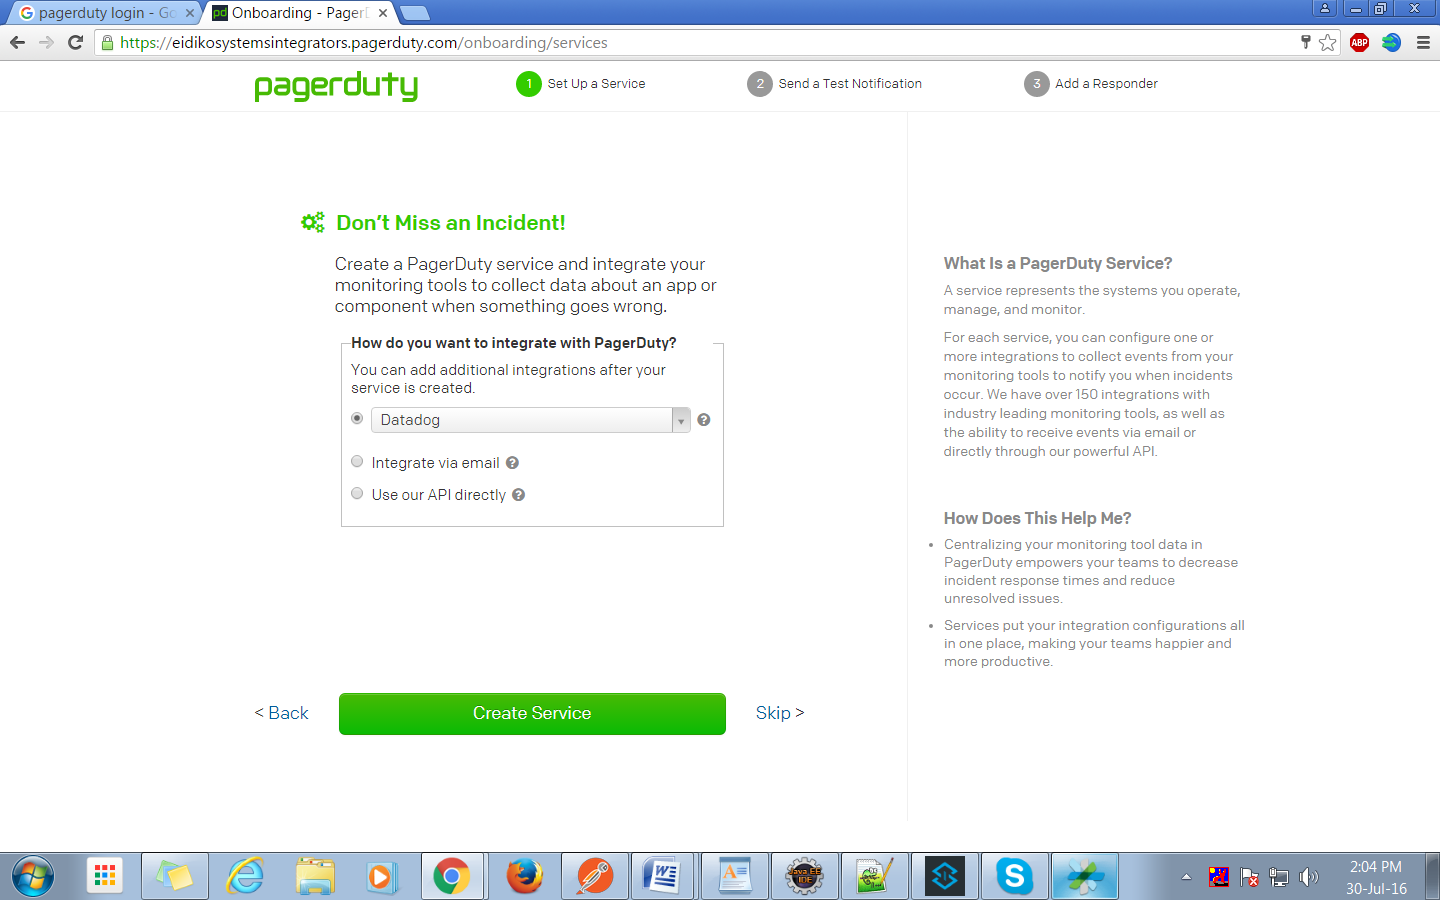 pagerduty login - Go
Onboarding - PagerD
https://eidikosystemsintegrators.pagerduty.com/onboarding/services
ABP
pagerduty
1 Set Up a Service
2 Send a Test Notification
3 Add a Responder
Don't Miss an Incident!
Create a PagerDuty service and integrate your
monitoring tools to collect data about an app or
component when something goes wrong.
How do you want to integrate with PagerDuty?
You can add additional integrations after your
service is created.
Datadog
Integrate via email
Use our API directly
< Back
Create Service
Skip >
What Is a PagerDuty Service?
A service represents the systems you operate,
manage, and monitor.
For each service, you can configure one or
more integrations to collect events from your
monitoring tools to notify you when incidents
occur. We have over 150 integrations with
industry leading monitoring tools, as well as
the ability to receive events via email or
directly through our powerful API.
How Does This Help Me?
• Centralizing your monitoring tool data in
PagerDuty empowers your teams to decrease
incident response times and reduce
unresolved issues.
• Services put your integration configurations all
in one place, making your teams happier and
more productive.
Java EE
IDE
2:04 PM
30-Jul-16